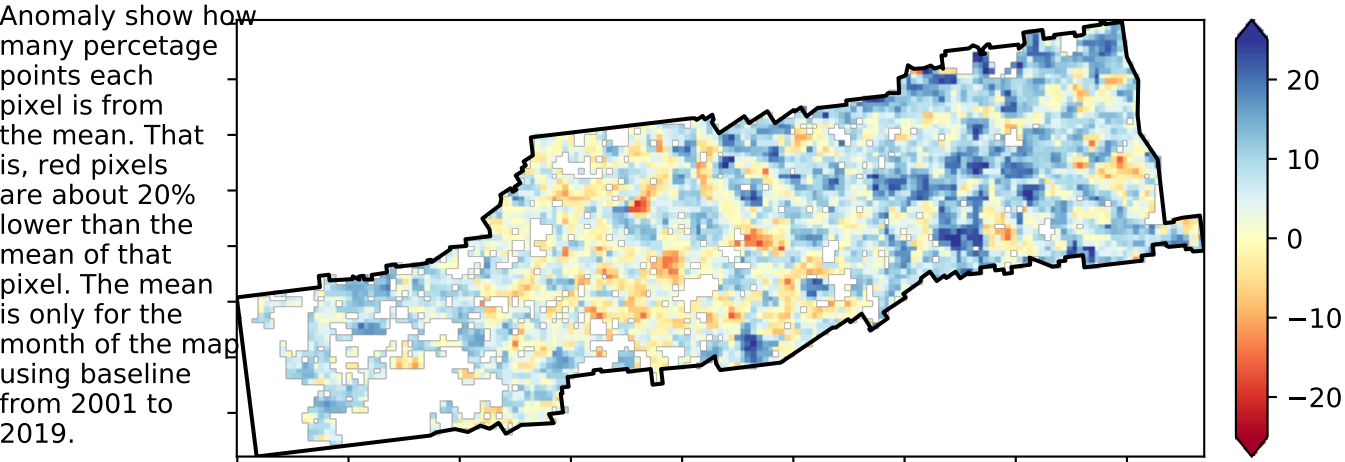 Anomaly show how
many percetage
points each
pixel is from
the mean. That
is, red pixels
are about 20%
lower than the
mean of that
pixel. The mean
is only for the
month of the map
using baseline
from 2001 to
2019.
20
10
0
−10
−20